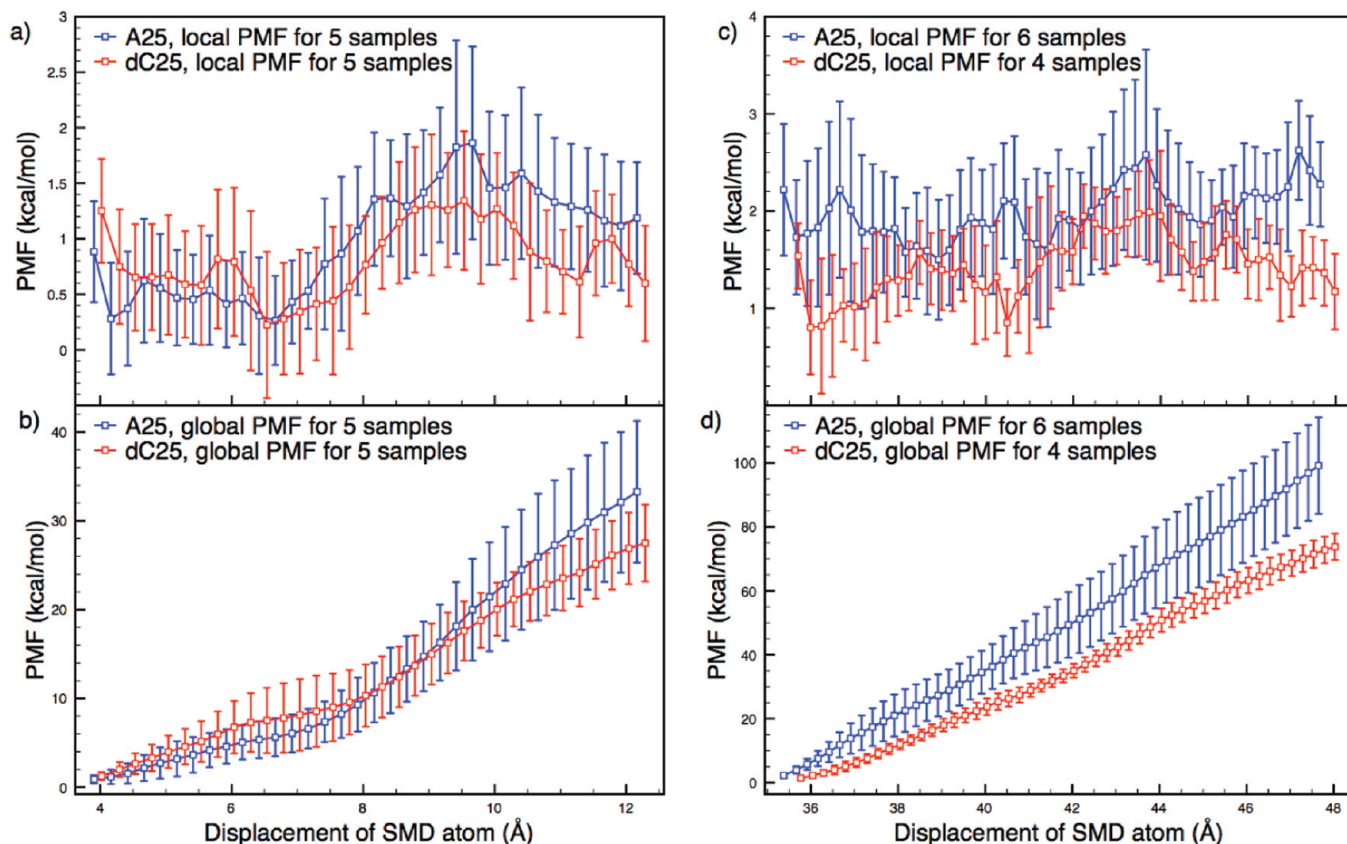 a)
A25, local PMF for 5 samples
dC25, local PMF for 5 samples
PMF (kcal/mol)
3
2.5
2
1.5
1
0.5
0
b)
A25, global PMF for 5 samples
dC25, global PMF for 5 samples
PMF (kcal/mol)
40
30
20
10
0
4 6 8 10 12
Displacement of SMD atom (Å)
c)
A25, local PMF for 6 samples
dC25, local PMF for 4 samples
PMF (kcal/mol)
4
3
2
1
d)
A25, global PMF for 6 samples
dC25, global PMF for 4 samples
PMF (kcal/mol)
100
80
60
40
20
0
36 38 40 42 44 46 48
Displacement of SMD atom (Å)